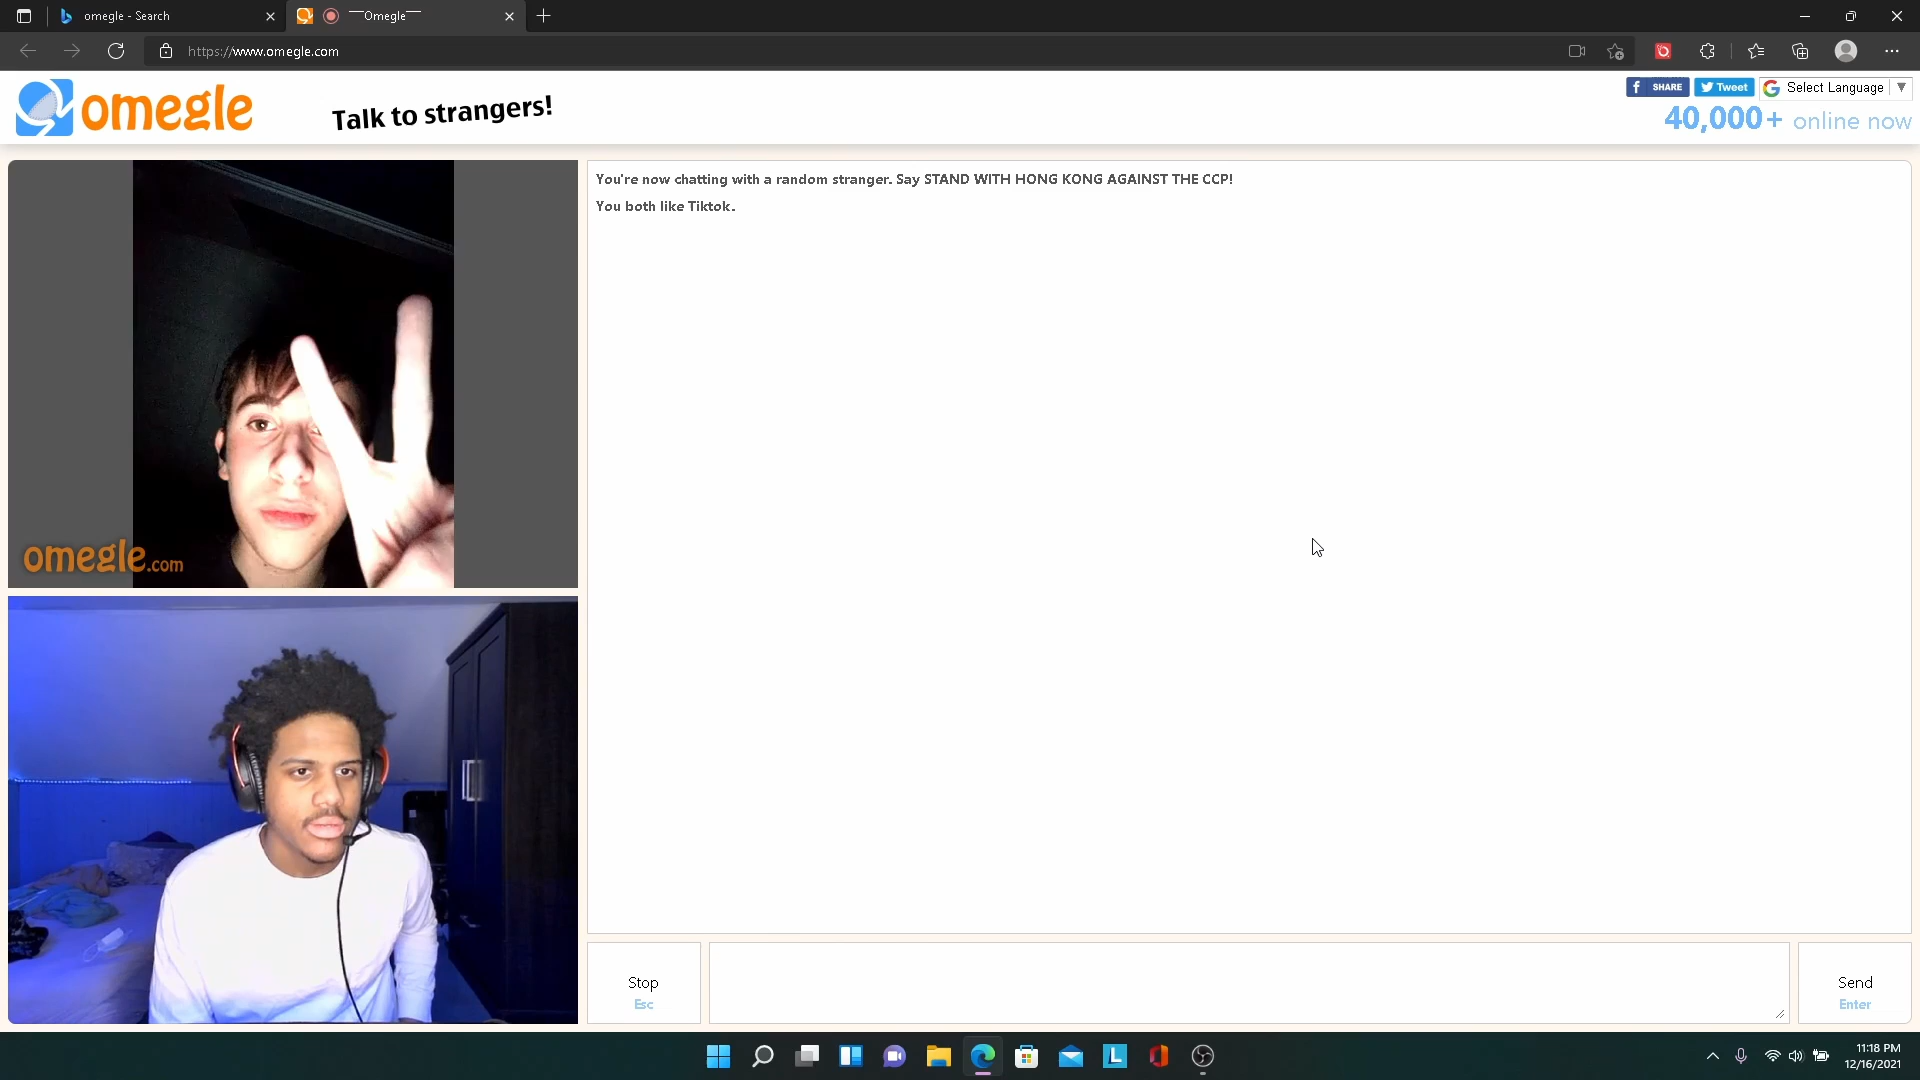 omegle - Search
Omegle
https://www.omegle.com
omegle
Talk to strangers!
SHARE
Tweet
Select Language
40,000+ online now
You're now chatting with a random stranger. Say STAND WITH HONG KONG AGAINST THE CCP!
You both like Tiktok.
omegle.com
Stop
Esc
Send
Enter
11:18 PM
12/16/2021